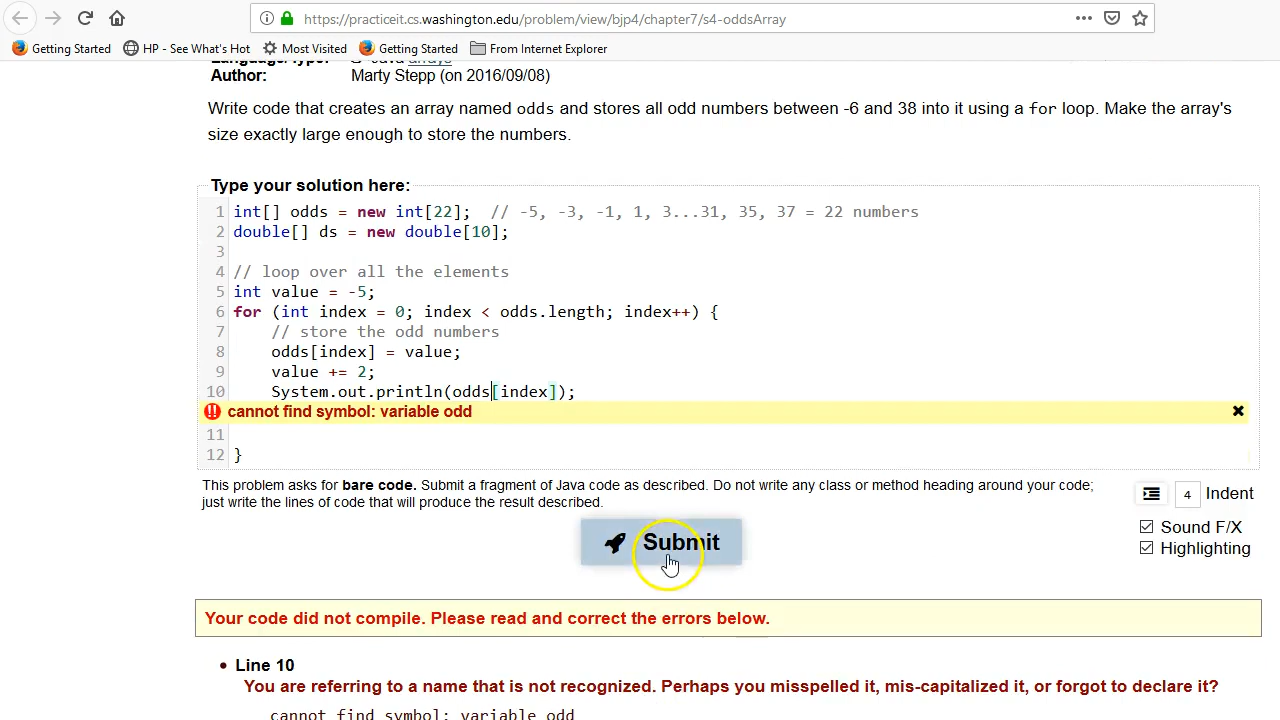 https://practiceit.cs.washington.edu/problem/view/bjp4/chapter7/s4-oddsArray
Getting Started HP - See What's Hot Most Visited Getting Started From Internet Explorer
Language/Type: Java arrays
Author: Marty Stepp (on 2016/09/08)
Write code that creates an array named odds and stores all odd numbers between -6 and 38 into it using a for loop. Make the array's
size exactly large enough to store the numbers.
Type your solution here:
1 int[] odds = new int[22]; // -5, -3, -1, 1, 3...31, 35, 37 = 22 numbers
2 double[] ds = new double[10];
3
4 // loop over all the elements
5 int value = -5;
6 for (int index = 0; index < odds.length; index++) {
7 // store the odd numbers
8 odds[index] = value;
9 value += 2;
10 System.out.println(odds[index]);
!! cannot find symbol: variable odd
11
12 }
This problem asks for bare code. Submit a fragment of Java code as described. Do not write any class or method heading around your code;
just write the lines of code that will produce the result described.
4 Indent
Sound F/X
Highlighting
Submit
Your code did not compile. Please read and correct the errors below.
• Line 10
You are referring to a name that is not recognized. Perhaps you misspelled it, mis-capitalized it, or forgot to declare it?
cannot find symbol: variable odd